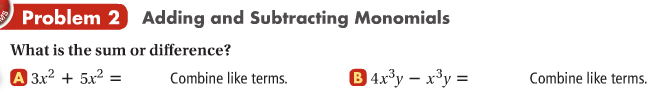 Problem 2 Adding and Subtracting Monomials
What is the sum or difference?
A 3x² + 5x² = Combine like terms. B 4x³y − x³y = Combine like terms.